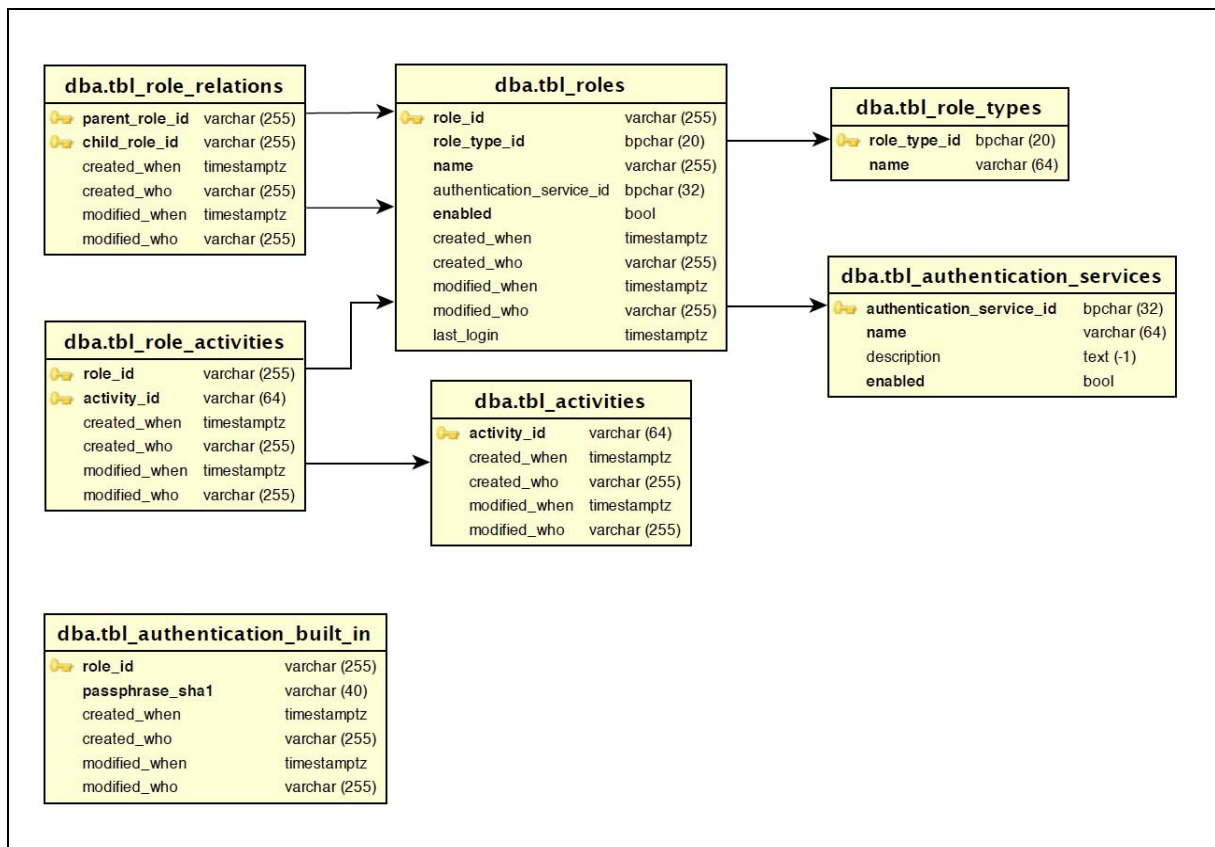 dba.tbl_role_relations
parent_role_id varchar (255)
child_role_id varchar (255)
created_when timestamptz
created_who varchar (255)
modified_when timestamptz
modified_who varchar (255)
dba.tbl_roles
role_id varchar (255)
role_type_id bpchar (20)
name varchar (255)
authentication_service_id bpchar (32)
enabled bool
created_when timestamptz
created_who varchar (255)
modified_when timestamptz
modified_who varchar (255)
last_login timestamptz
dba.tbl_role_types
role_type_id bpchar (20)
name varchar (64)
dba.tbl_authentication_services
authentication_service_id bpchar (32)
name varchar (64)
description text (-1)
enabled bool
dba.tbl_role_activities
role_id varchar (255)
activity_id varchar (64)
created_when timestamptz
created_who varchar (255)
modified_when timestamptz
modified_who varchar (255)
dba.tbl_activities
activity_id varchar (64)
created_when timestamptz
created_who varchar (255)
modified_when timestamptz
modified_who varchar (255)
dba.tbl_authentication_built_in
role_id varchar (255)
passphrase_sha1 varchar (40)
created_when timestamptz
created_who varchar (255)
modified_when timestamptz
modified_who varchar (255)